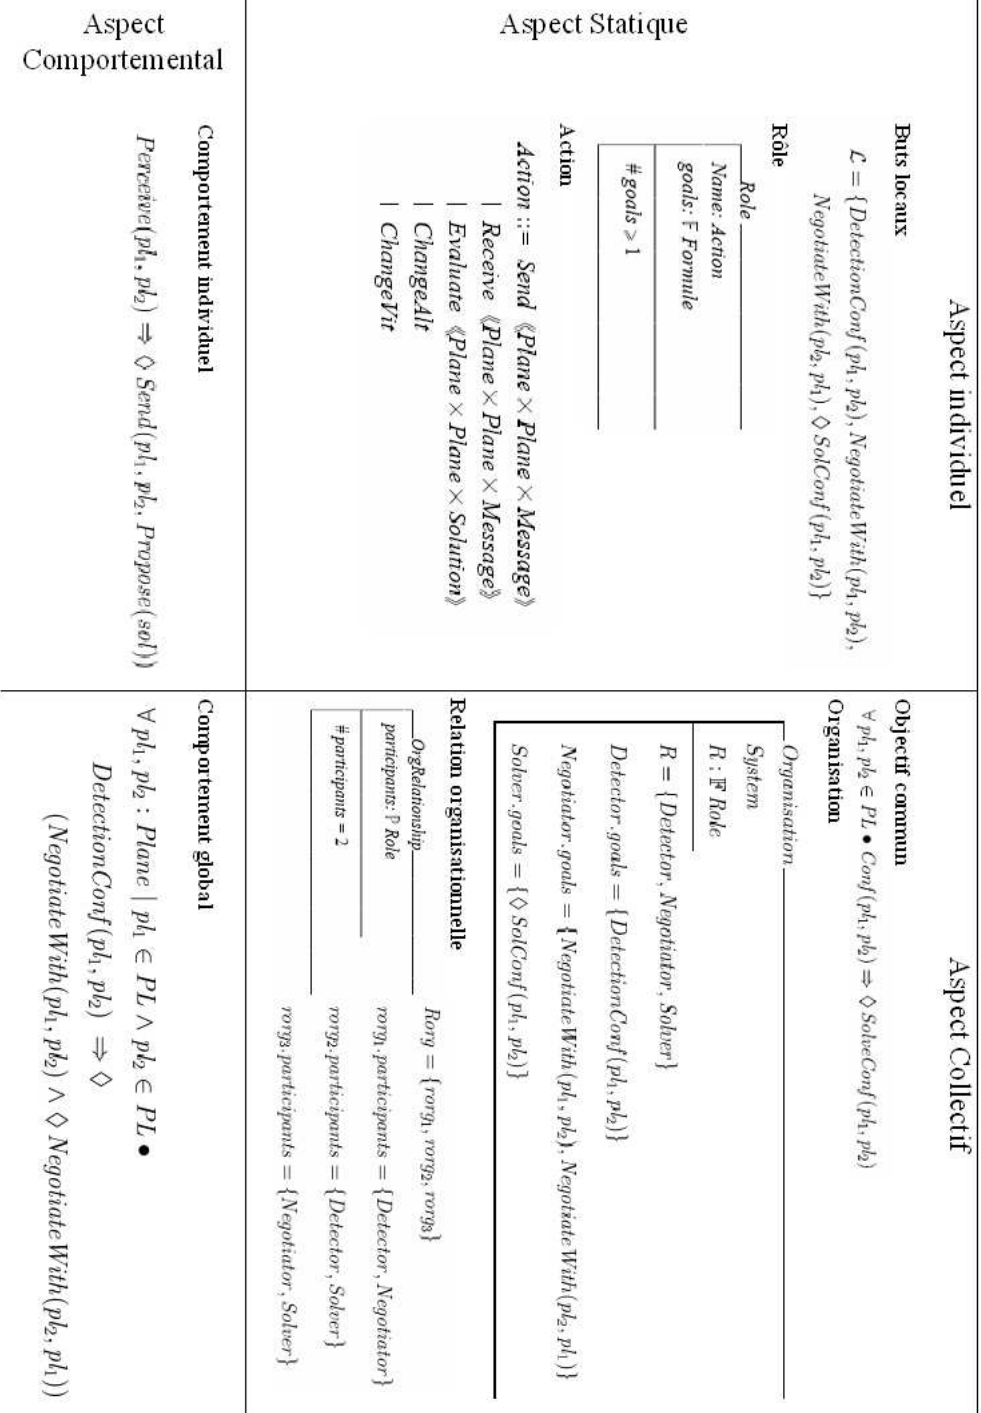 Aspect individuel
Aspect Collectif
Aspect Statique
Buts locaux
ℒ = {DetectionConf(pl₁, pl₂), NegotiateWith(pl₁, pl₂),
NegotiateWith(pl₂, pl₁), ◇ SolConf(pl₁, pl₂)}
Rôle
Role
Name: Action
goals: 𝔽 Formule
# goals ⩾ 1
Action
Action ::= Send ⟪Plane × Plane × Message⟫
| Receive ⟪Plane × Plane × Message⟫
| Evaluate ⟪Plane × Plane × Solution⟫
| ChangeAlt
| ChangeVit
Objectif commun
∀ pl₁, pl₂ ∈ PL • Conf(pl₁, pl₂) ⇒ ◇ SolveConf(pl₁, pl₂)
Organisation
Organisation
System
R : 𝔽 Role
R = {Detector, Negotiator, Solver}
Detector.goals = {DetectionConf(pl₁, pl₂)}
Negotiator.goals = {NegotiateWith(pl₁, pl₂), NegotiateWith(pl₂, pl₁)}
Solver.goals = {◇ SolConf(pl₁, pl₂)}
Relation organisationnelle
OrgRelationship
participants: ℙ Role
# participants = 2
Rorg = {rorg₁, rorg₂, rorg₃}
rorg₁.participants = {Detector, Negotiator}
rorg₂.participants = {Detector, Solver}
rorg₃.participants = {Negotiator, Solver}
Aspect
Comportemental
Comportement individuel
Perceive(pl₁, pl₂) ⇒ ◇ Send(pl₁, pl₂, Propose(sol))
Comportement global
∀ pl₁, pl₂ : Plane | pl₁ ∈ PL ∧ pl₂ ∈ PL •
DetectionConf(pl₁, pl₂) ⇒ ◇
(NegotiateWith(pl₁, pl₂) ∧ ◇ NegotiateWith(pl₂, pl₁))